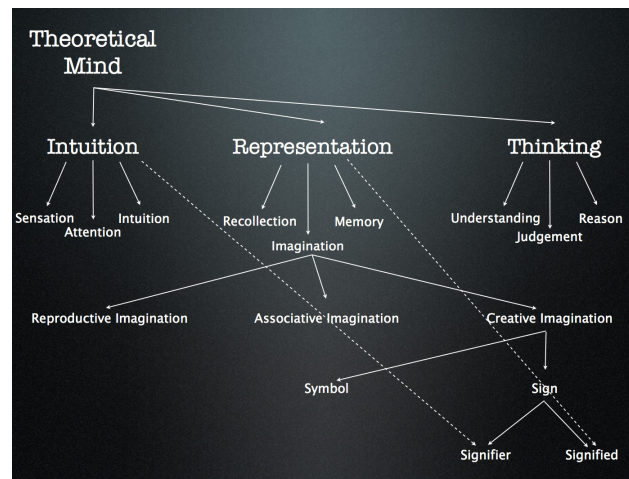 Theoretical
Mind
Intuition
Representation
Thinking
Sensation
Attention
Intuition
Recollection
Imagination
Memory
Understanding
Judgement
Reason
Reproductive Imagination
Associative Imagination
Creative Imagination
Symbol
Sign
Signifier
Signified